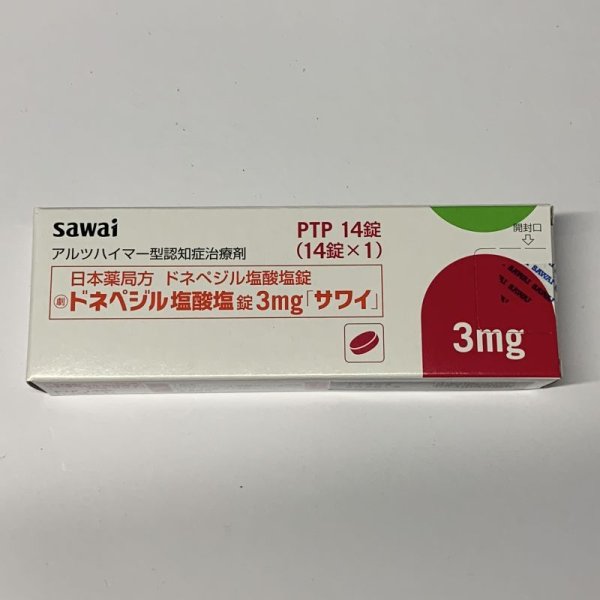 sawai
PTP 14錠
アルツハイマー型認知症治療剤
(14錠×1)
開封口
日本薬局方 ドネペジル塩酸塩錠
劇 ドネペジル塩酸塩錠3mg「サワイ」
SAWAI
3mg